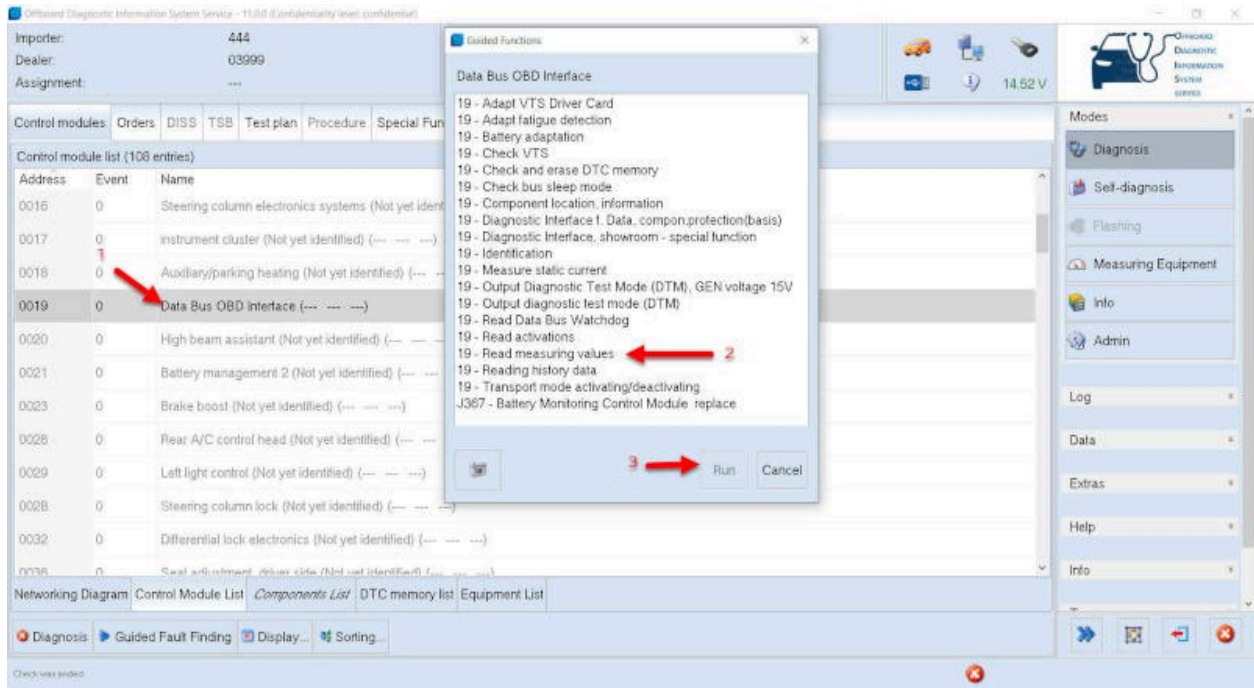 Offboard Diagnostic Information System Service - 11.0.0 (Confidentiality level: confidential)
Importer: 444
Dealer: 03999
Assignment: ---
14.52 V
OFFBOARD
DIAGNOSTIC
INFORMATION
SYSTEM
SERVICE
Control modules Orders DISS TSB Test plan Procedure Special Fun
Control module list (108 entries)
Address Event Name
0016 0 Steering column electronics systems (Not yet ident
0017 0 Instrument cluster (Not yet identified) (--- --- ---)
1
0018 0 Auxiliary/parking heating (Not yet identified) (--- --
0019 0 Data Bus OBD Interface (--- --- ---)
0020 0 High beam assistant (Not yet identified) (--- ---
0021 0 Battery management 2 (Not yet identified) (--- ---
0023 0 Brake boost (Not yet identified) (--- --- ---)
0028 0 Rear A/C control head (Not yet identified) (--- ---
0029 0 Left light control (Not yet identified) (--- --- ---)
002B 0 Steering column lock (Not yet identified) (--- --- ---)
0032 0 Differential lock electronics (Not yet identified) (--- --- ---)
0036 0 Seat adjustment, driver side (Not yet identified) (--- --- ---)
Networking Diagram Control Module List Components List DTC memory list Equipment List
Diagnosis Guided Fault Finding Display... Sorting...
Check was ended.
Guided Functions
Data Bus OBD Interface
19 - Adapt VTS Driver Card
19 - Adapt fatigue detection
19 - Battery adaptation
19 - Check VTS
19 - Check and erase DTC memory
19 - Check bus sleep mode
19 - Component location, information
19 - Diagnostic Interface f. Data, compon.protection(basis)
19 - Diagnostic Interface, showroom - special function
19 - Identification
19 - Measure static current
19 - Output Diagnostic Test Mode (DTM), GEN voltage 15V
19 - Output diagnostic test mode (DTM)
19 - Read Data Bus Watchdog
19 - Read activations
19 - Read measuring values 2
19 - Reading history data
19 - Transport mode activating/deactivating
J367 - Battery Monitoring Control Module replace
3
Run Cancel
Modes
Diagnosis
Self-diagnosis
Flashing
Measuring Equipment
Info
Admin
Log
Data
Extras
Help
Info